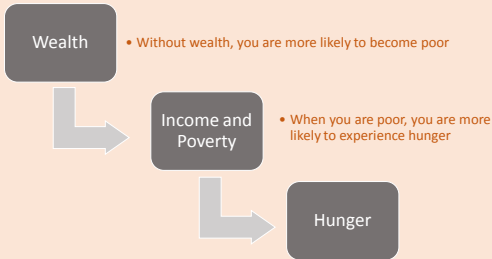 Wealth
• Without wealth, you are more likely to become poor
Income and
Poverty
• When you are poor, you are more
likely to experience hunger
Hunger